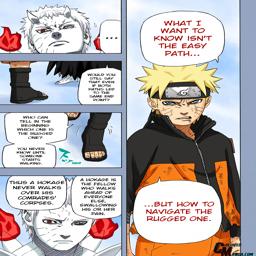 ...
...
WOULD YOU
STILL SAY
THAT EVEN
IF BOTH
PATHS LED
TO THE
SAME END
POINT?
WHO CAN
TELL IN THE
BEGINNING
WHICH ONE IS
THE RUGGED
ONE?
YOU NEVER
KNOW UNTIL
SOMEONE
STARTS
WALKING.
A HOKAGE IS
THE FELLOW
WHO WALKS
AHEAD OF
EVERYONE
ELSE,
SWALLOWING
HIS OR HER
PAIN.
THUS A HOKAGE
NEVER WALKS
OVER HIS
COMRADES'
CORPSES.
WHAT I
WANT TO
KNOW ISN'T
THE EASY
PATH...
...BUT HOW TO
NAVIGATE THE
RUGGED ONE.